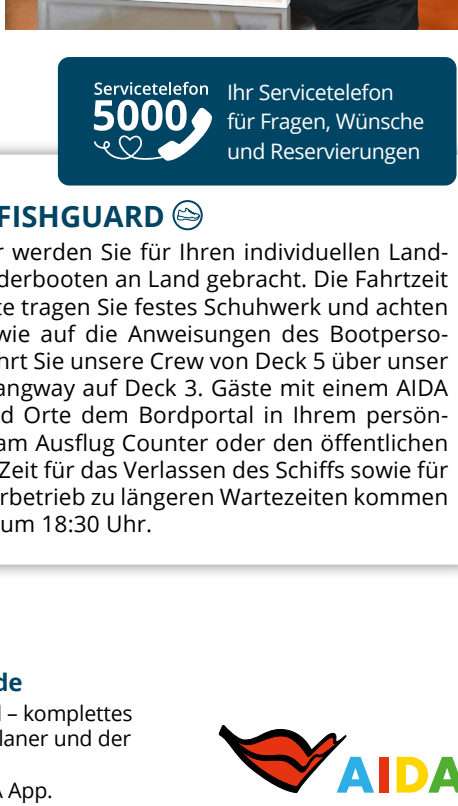 Servicetelefon
5000
Ihr Servicetelefon
für Fragen, Wünsche
und Reservierungen
FISHGUARD
werden Sie für Ihren individuellen Land-
derbooten an Land gebracht. Die Fahrtzeit
te tragen Sie festes Schuhwerk und achten
wie auf die Anweisungen des Bootperso-
hrt Sie unsere Crew von Deck 5 über unser
angway auf Deck 3. Gäste mit einem AIDA
d Orte dem Bordportal in Ihrem persön-
am Ausflug Counter oder den öffentlichen
Zeit für das Verlassen des Schiffs sowie für
rbetrieb zu längeren Wartezeiten kommen
um 18:30 Uhr.
de
– komplettes
laner und der
App.
AIDA